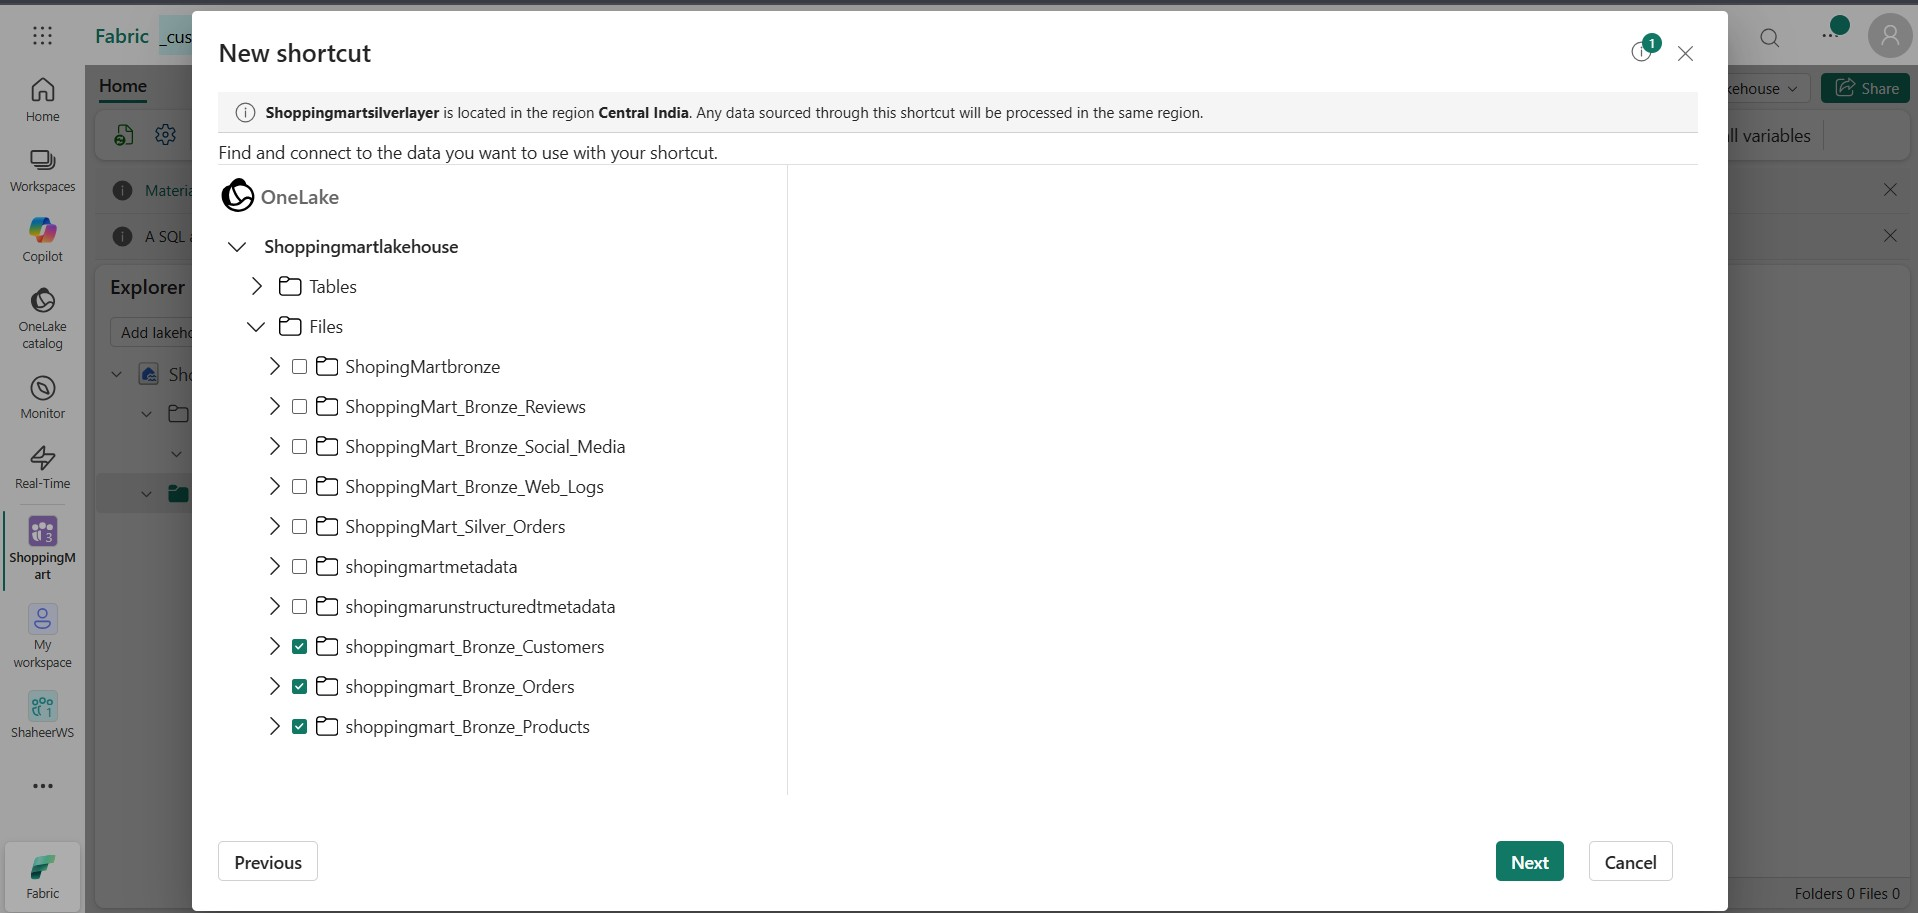 Fabric
_cus
New shortcut
1
Home
Home
kehouse
Share
Shoppingmartsilverlayer is located in the region Central India. Any data sourced through this shortcut will be processed in the same region.
ll variables
Find and connect to the data you want to use with your shortcut.
Workspaces
Materia
OneLake
Copilot
A SQL a
Shoppingmartlakehouse
Explorer
Tables
OneLake
catalog
Add lakeho
Files
Sho
ShopingMartbronze
Monitor
ShoppingMart_Bronze_Reviews
ShoppingMart_Bronze_Social_Media
Real-Time
ShoppingMart_Bronze_Web_Logs
ShoppingMart_Silver_Orders
3
ShoppingM
art
shopingmartmetadata
shopingmarunstructuredtmetadata
My
workspace
shoppingmart_Bronze_Customers
shoppingmart_Bronze_Orders
1
ShaheerWS
shoppingmart_Bronze_Products
Previous
Next
Cancel
Fabric
Folders 0 Files 0